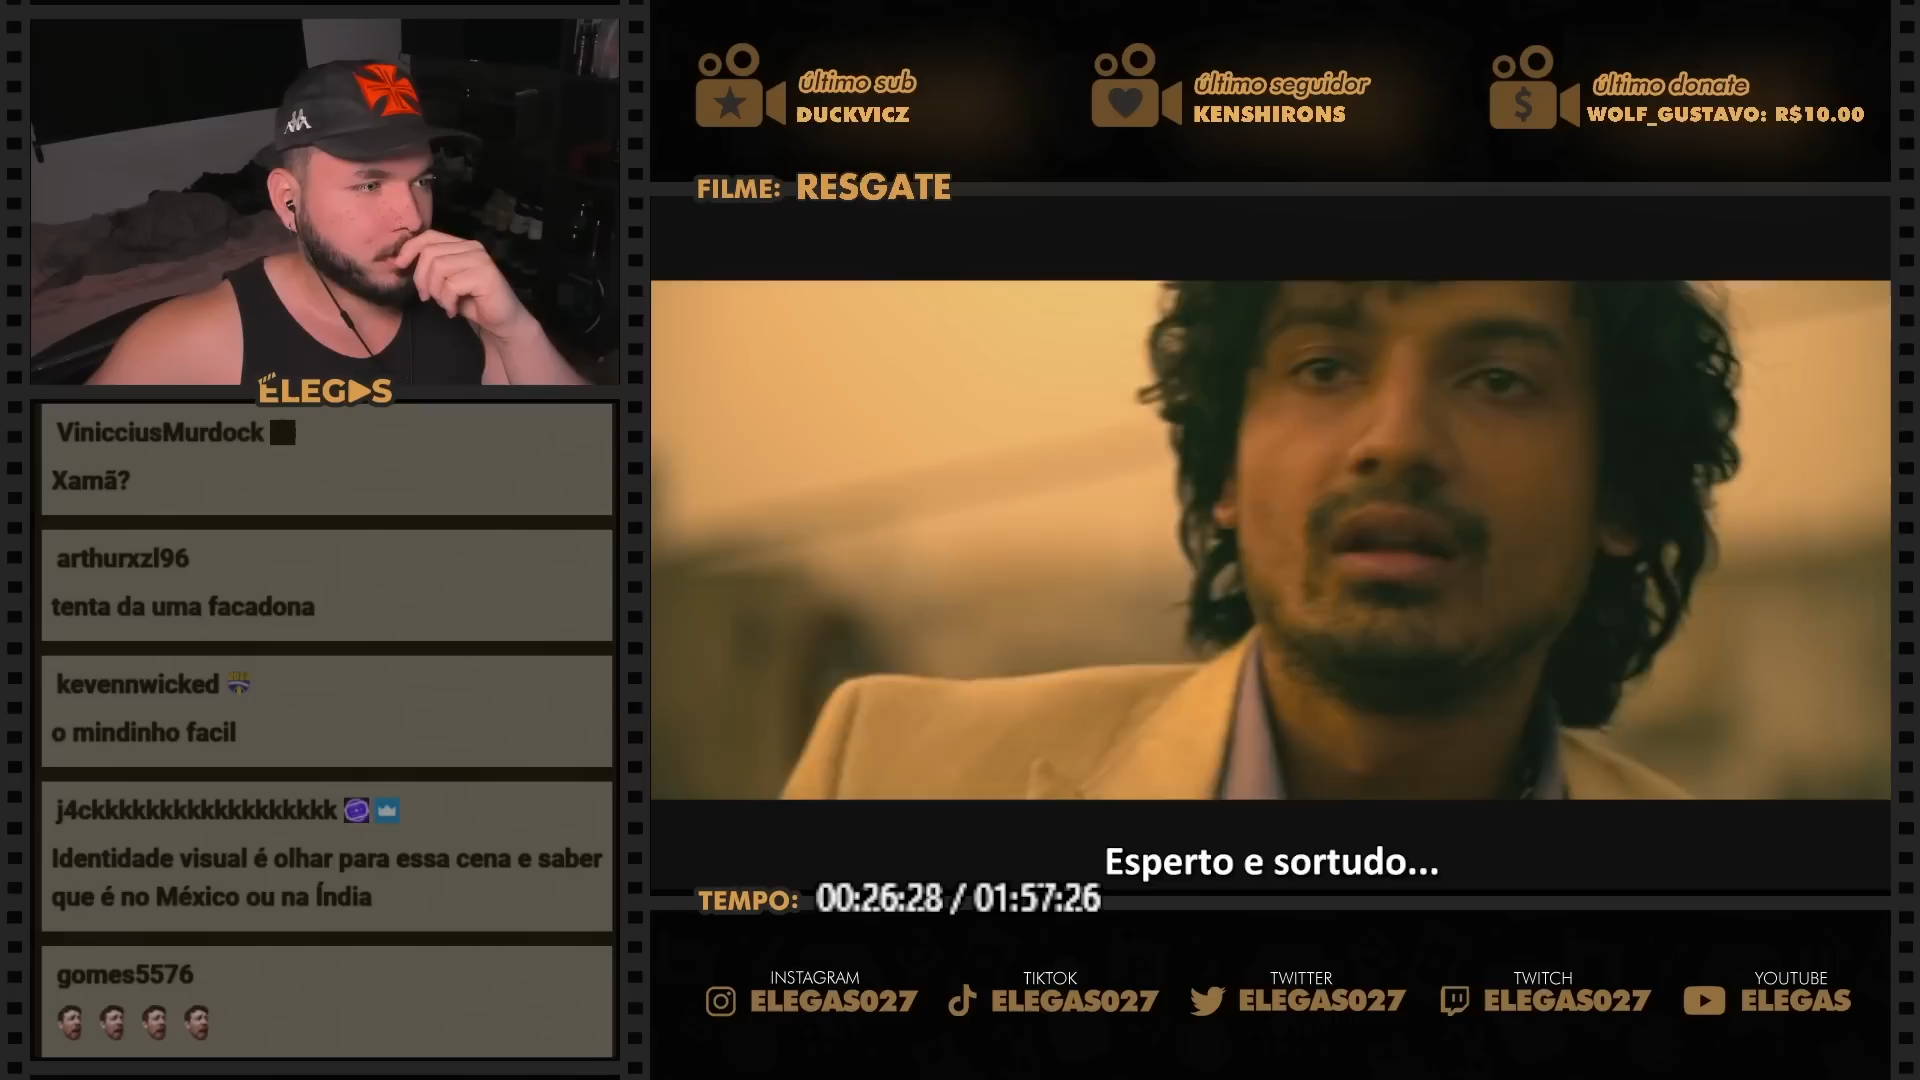 último sub
DUCKVICZ
último seguidor
KENSHIRONS
último donate
WOLF_GUSTAVO: R$10.00
FILME: RESGATE
ELEGAS
VinicciusMurdock
Xamã?
arthurxzl96
tenta da uma facadona
kevennwicked
o mindinho facil
j4ckkkkkkkkkkkkkkkkkk
Identidade visual é olhar para essa cena e saber
que é no México ou na Índia
gomes5576
Esperto e sortudo...
TEMPO: 00:26:28 / 01:57:26
INSTAGRAM
ELEGAS027
TIKTOK
ELEGAS027
TWITTER
ELEGAS027
TWITCH
ELEGAS027
YOUTUBE
ELEGAS